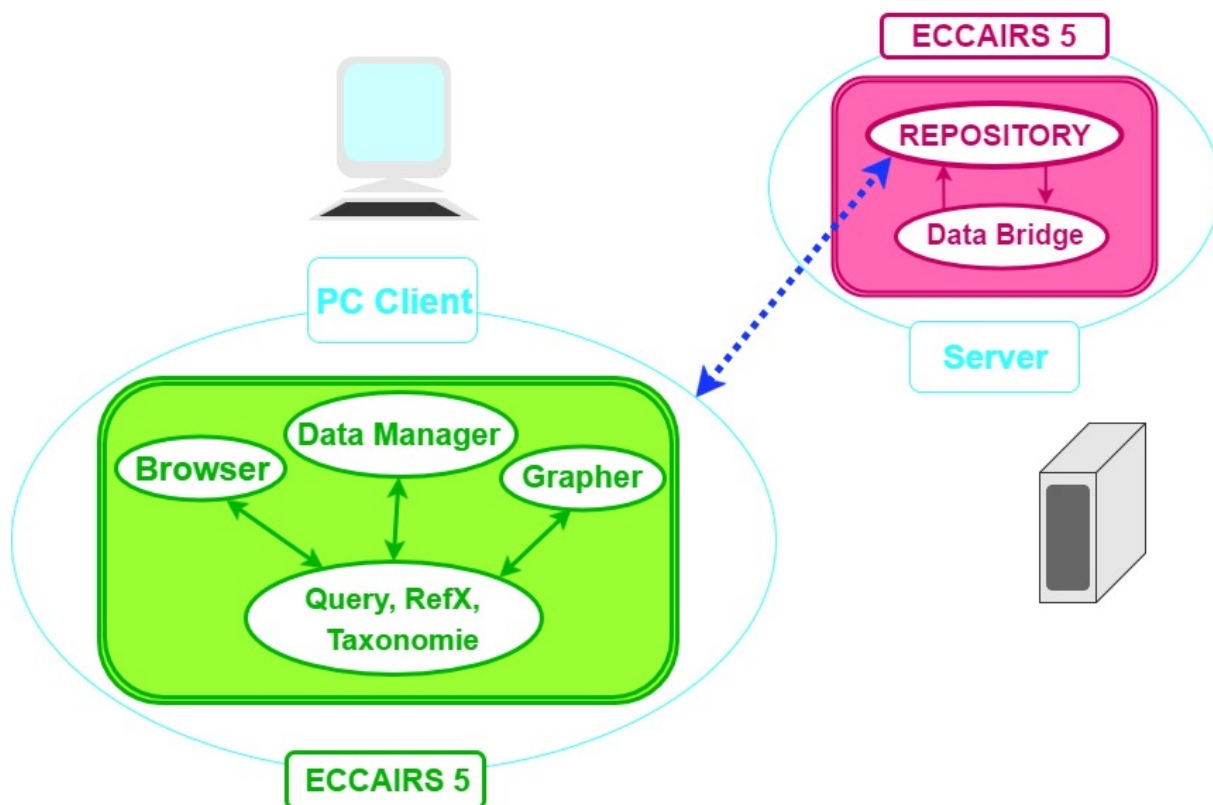 ECCAIRS 5
REPOSITORY
Data Bridge
Server
PC Client
Data Manager
Browser
Grapher
Query, RefX,
Taxonomie
ECCAIRS 5